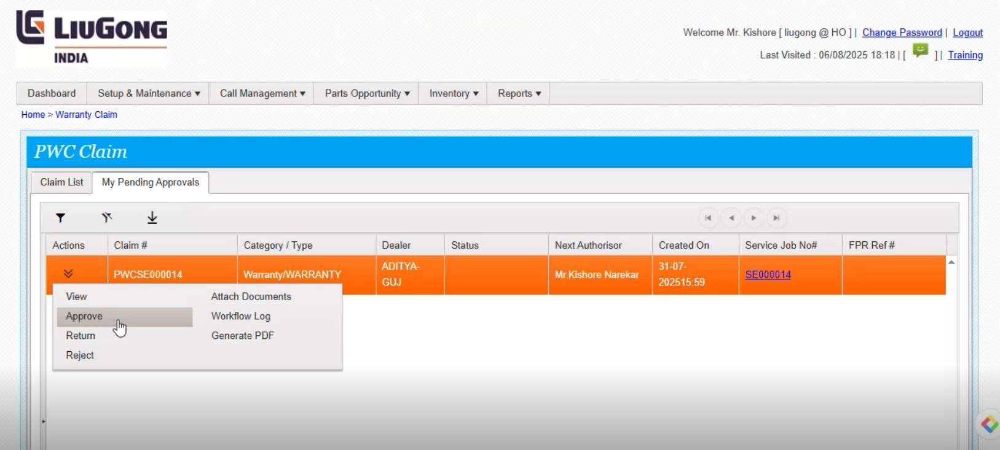 LIUGONG
INDIA
Welcome Mr. Kishore [ liugong @ HO ] | Change Password | Logout
Last Visited : 06/08/2025 18:18 | [ ] | Training
Dashboard Setup & Maintenance ▾ Call Management ▾ Parts Opportunity ▾ Inventory ▾ Reports ▾
Home > Warranty Claim
PWC Claim
Claim List My Pending Approvals
Actions Claim # Category / Type Dealer Status Next Authorisor Created On Service Job No# FPR Ref #
PWCSE000014 Warranty/WARRANTY ADITYA- Mr.Kishore Narekar 31-07- SE000014
GUJ 202515:59
View Attach Documents
Approve Workflow Log
Return Generate PDF
Reject